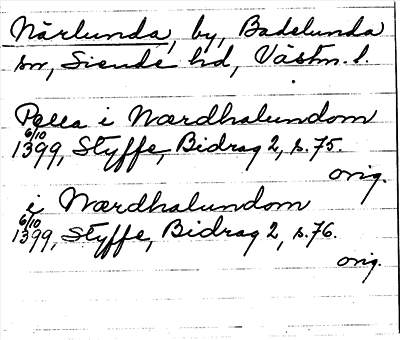 Närlunda, by, Badelunda
sn, Siende hd, Västm. l.
Pella i Nærdhalundom
6/10
1399, Styffe, Bidrag 2, s. 75.
orig.
i Nærdhalundom
6/10
1399, Styffe, Bidrag 2, s. 76.
orig.